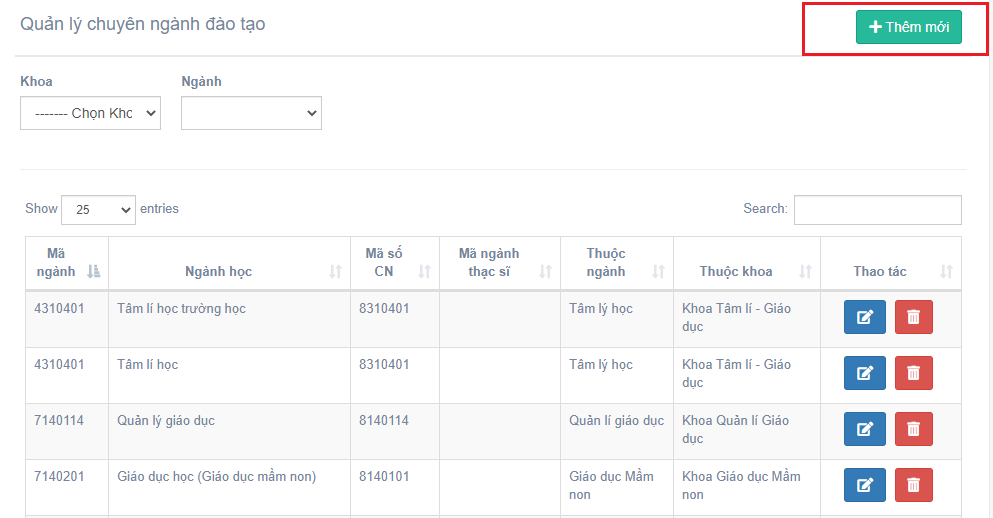 Quản lý chuyên ngành đào tạo
Thêm mới
Khoa Ngành
------- Chọn Khc
Show 25 entries Search:
Mã ngành Ngành học Mã số CN Mã ngành thạc sĩ Thuộc ngành Thuộc khoa Thao tác
4310401 Tâm lí học trường học 8310401 Tâm lý học Khoa Tâm lí - Giáo dục
4310401 Tâm lí học 8310401 Tâm lý học Khoa Tâm lí - Giáo dục
7140114 Quản lý giáo dục 8140114 Quản lí giáo dục Khoa Quản lí Giáo dục
7140201 Giáo dục học (Giáo dục mầm non) 8140101 Giáo dục Mầm non Khoa Giáo dục Mầm non